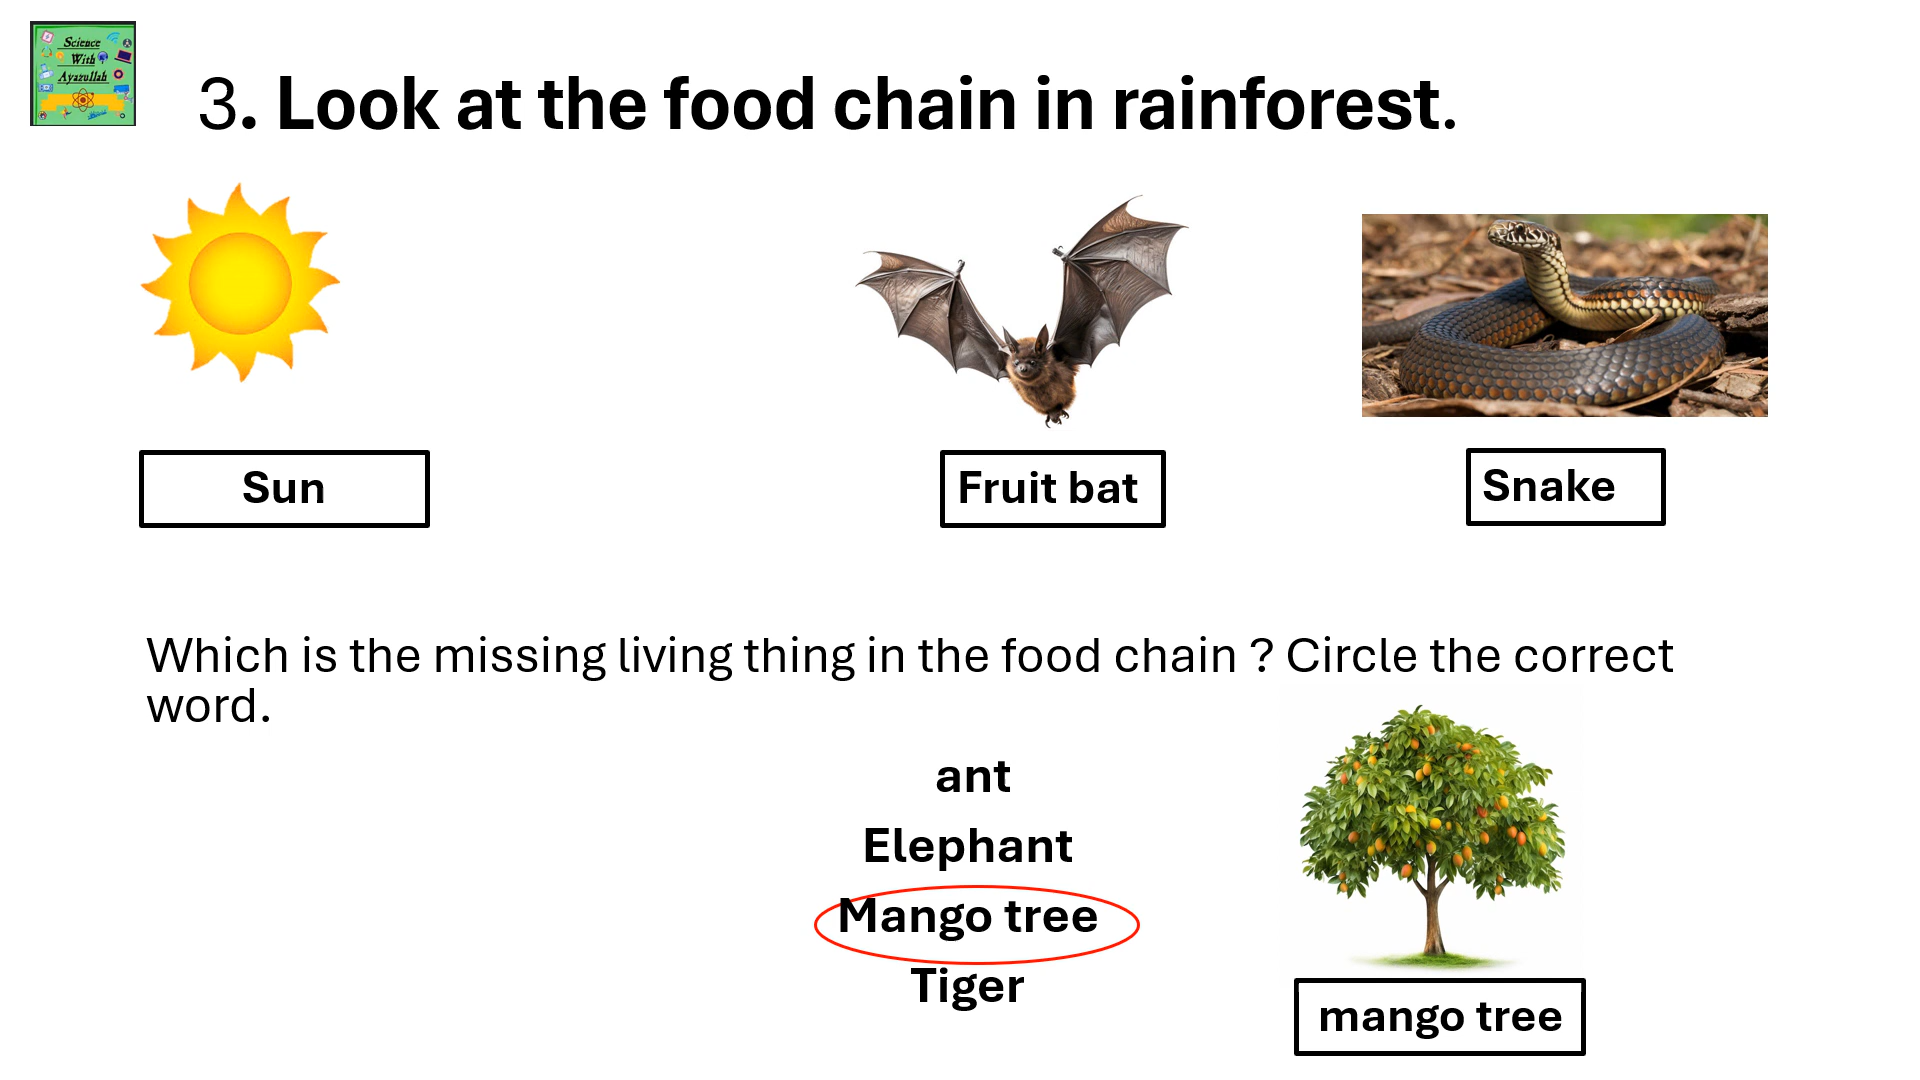 Science
With
Ayazullah
3. Look at the food chain in rainforest.
Sun
Fruit bat
Snake
Which is the missing living thing in the food chain ? Circle the correct
word.
ant
Elephant
Mango tree
Tiger
mango tree